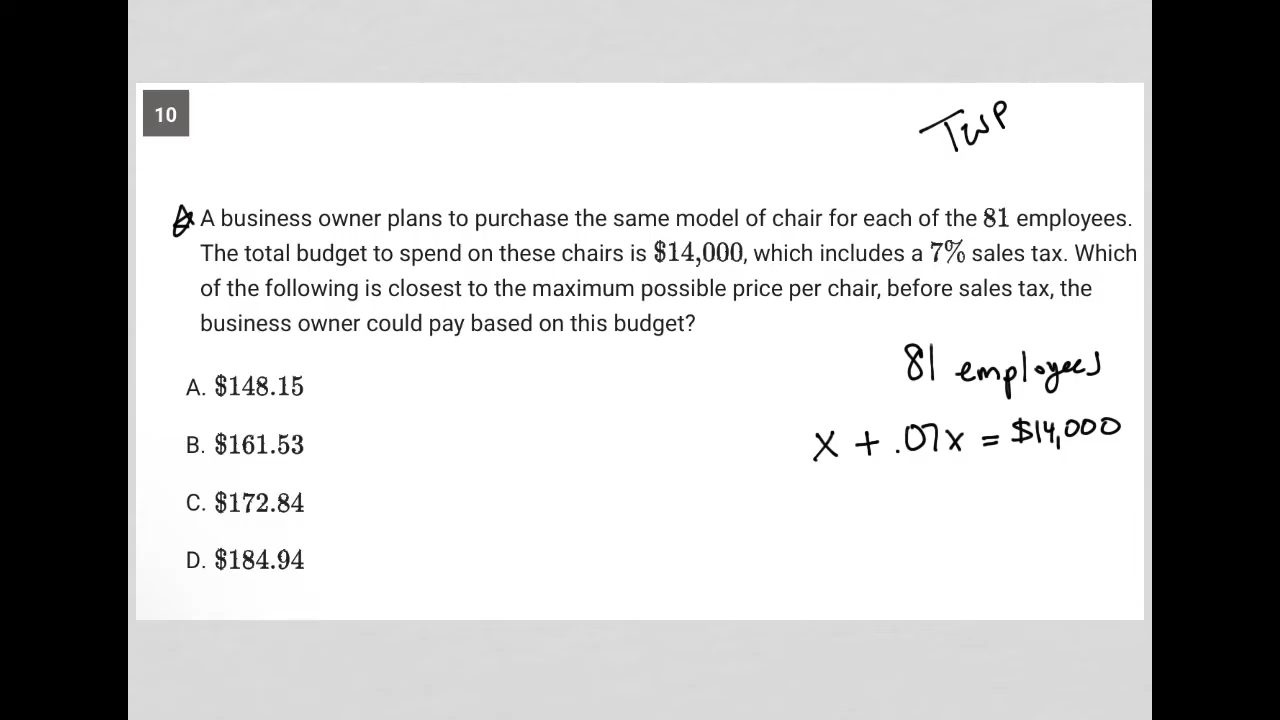 10
TWP
A business owner plans to purchase the same model of chair for each of the 81 employees.
The total budget to spend on these chairs is $14,000, which includes a 7% sales tax. Which
of the following is closest to the maximum possible price per chair, before sales tax, the
business owner could pay based on this budget?
81 employees
x + .07x = $14,000
A. $148.15
B. $161.53
C. $172.84
D. $184.94